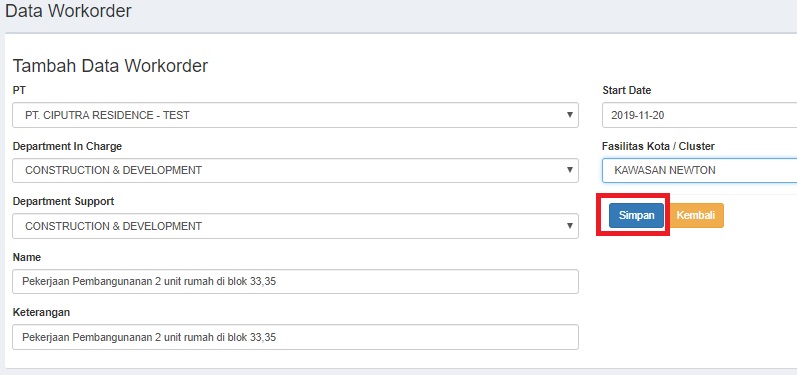 Data Workorder
Tambah Data Workorder
PT
PT. CIPUTRA RESIDENCE - TEST
Department In Charge
CONSTRUCTION & DEVELOPMENT
Department Support
CONSTRUCTION & DEVELOPMENT
Name
Pekerjaan Pembangunanan 2 unit rumah di blok 33,35
Keterangan
Pekerjaan Pembangunanan 2 unit rumah di blok 33,35
Start Date
2019-11-20
Fasilitas Kota / Cluster
KAWASAN NEWTON
Simpan Kembali